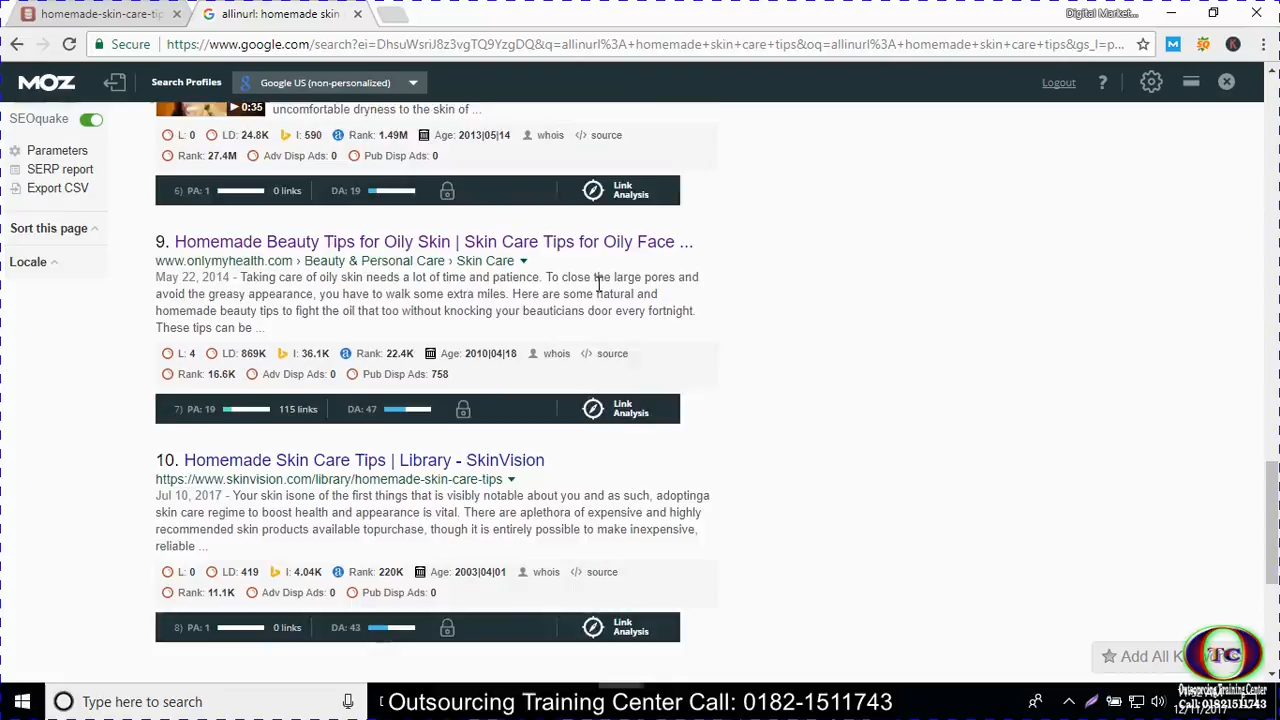 homemade-skin-care-tip
allinurl: homemade skin
Digital Market...
Secure
https://www.google.com/search?ei=DhsuWsriJ8z3vgTQ9YzgDQ&q=allinurl%3A+homemade+skin+care+tips&oq=allinurl%3A+homemade+skin+care+tips&gs_l=p...
MOZ
Search Profiles
Google US (non-personalized)
Logout
?
SEOquake
Parameters
SERP report
Export CSV
Sort this page
Locale
0:35
uncomfortable dryness to the skin of ...
L: 0 LD: 24.8K I: 590 Rank: 1.49M Age: 2013|05|14 whois </> source
Rank: 27.4M Adv Disp Ads: 0 Pub Disp Ads: 0
6) PA: 1 0 links DA: 19 Link Analysis
9. Homemade Beauty Tips for Oily Skin | Skin Care Tips for Oily Face ...
www.onlymyhealth.com › Beauty & Personal Care › Skin Care
May 22, 2014 - Taking care of oily skin needs a lot of time and patience. To close the large pores and
avoid the greasy appearance, you have to walk some extra miles. Here are some natural and
homemade beauty tips to fight the oil that too without knocking your beauticians door every fortnight.
These tips can be ...
L: 4 LD: 869K I: 36.1K Rank: 22.4K Age: 2010|04|18 whois </> source
Rank: 16.6K Adv Disp Ads: 0 Pub Disp Ads: 758
7) PA: 19 115 links DA: 47 Link Analysis
10. Homemade Skin Care Tips | Library - SkinVision
https://www.skinvision.com/library/homemade-skin-care-tips
Jul 10, 2017 - Your skin isone of the first things that is visibly notable about you and as such, adoptinga
skin care regime to boost health and appearance is vital. There are aplethora of expensive and highly
recommended skin products available topurchase, though it is entirely possible to make inexpensive,
reliable ...
L: 0 LD: 419 I: 4.04K Rank: 220K Age: 2003|04|01 whois </> source
Rank: 11.1K Adv Disp Ads: 0 Pub Disp Ads: 0
8) PA: 1 0 links DA: 43 Link Analysis
Add All
OTC
Outsourcing Training Center
Call: 01821511743
Type here to search
Outsourcing Training Center Call: 0182-1511743